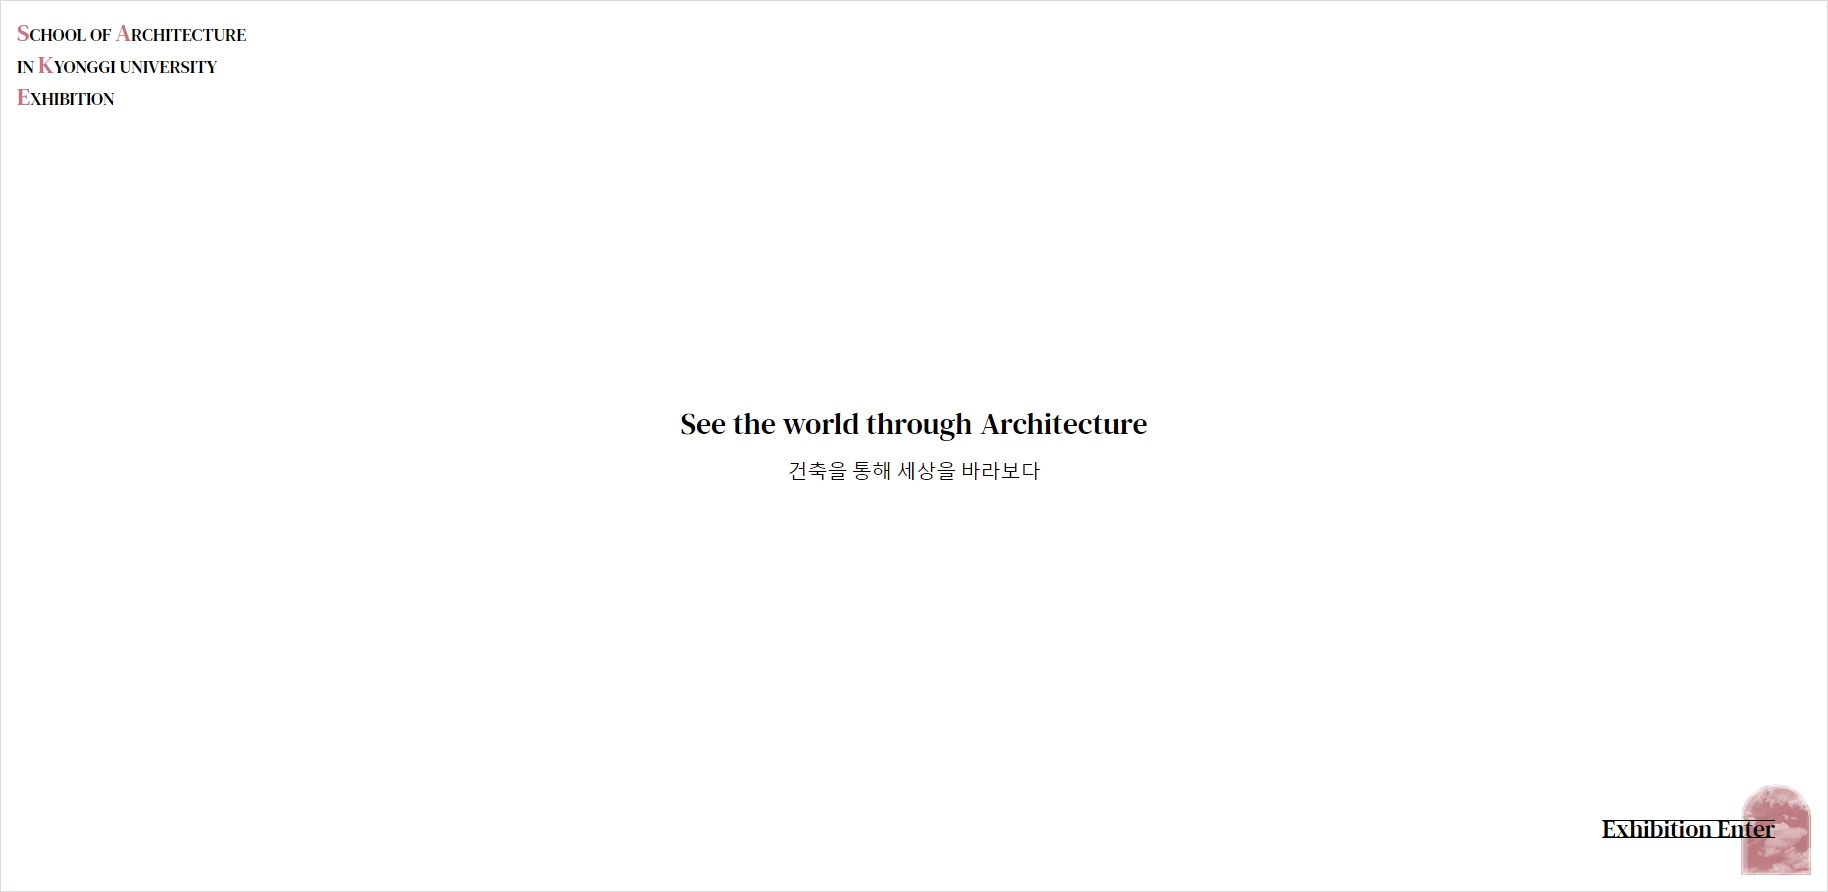 SCHOOL OF ARCHITECTURE
IN KYONGGI UNIVERSITY
EXHIBITION
See the world through Architecture
건축을 통해 세상을 바라보다
Exhibition Enter